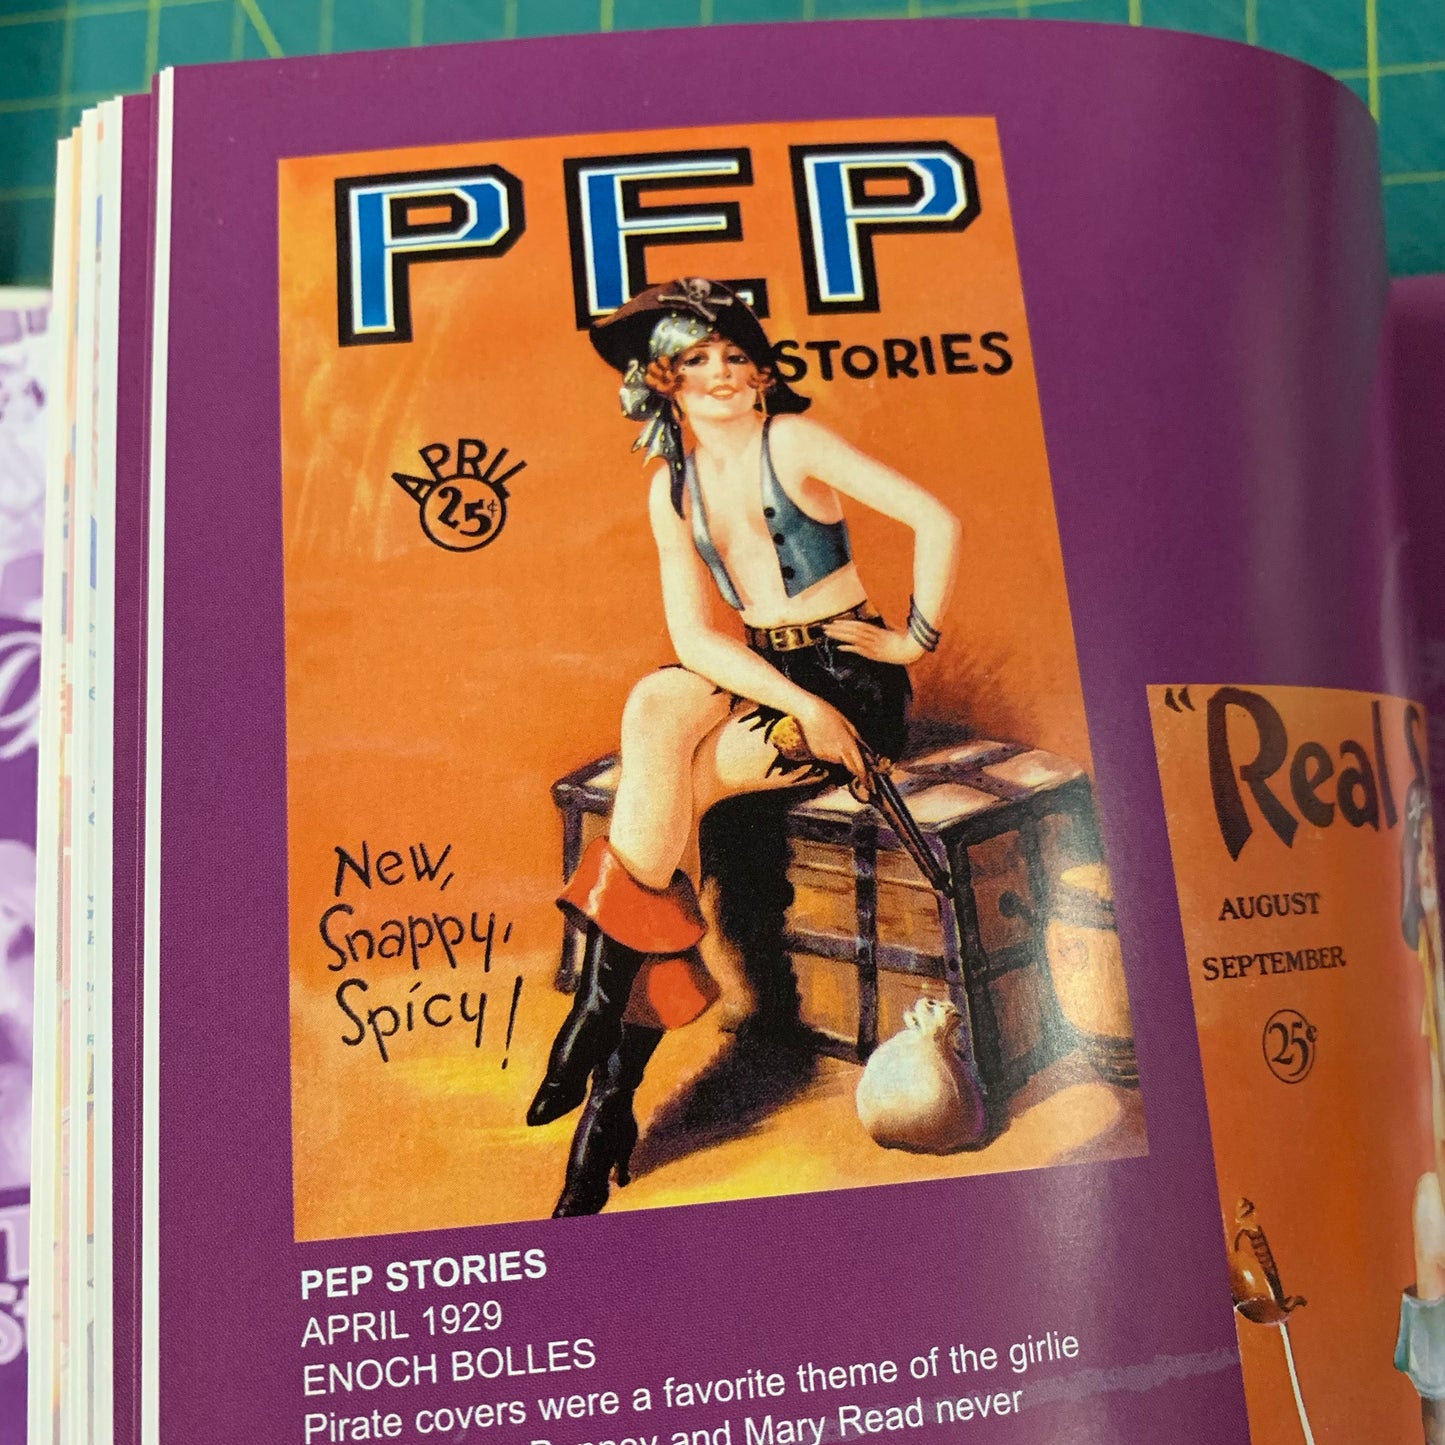 PEP
STORIES
APRIL
25¢
New,
Snappy,
Spicy!
PEP STORIES
APRIL 1929
ENOCH BOLLES
Pirate covers were a favorite theme of the girlie
and Mary Read never
"Real
AUGUST
SEPTEMBER
25¢